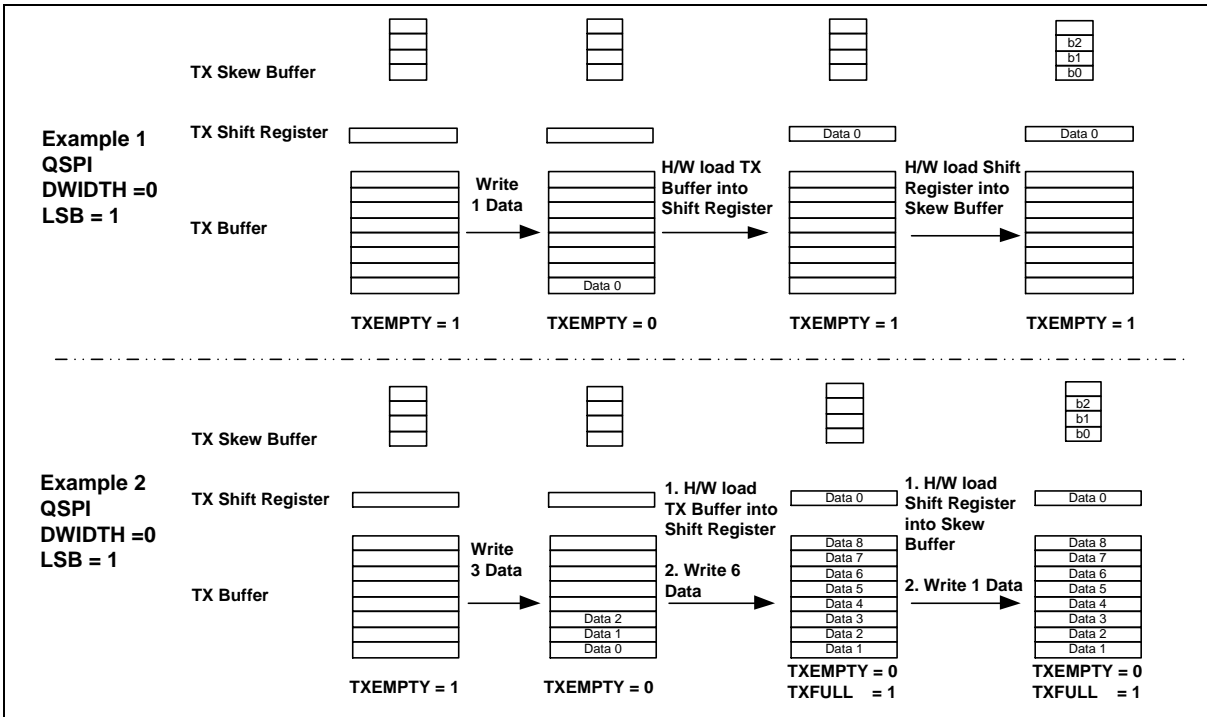 TX Skew Buffer
b2
b1
b0
Example 1
QSPI
DWIDTH =0
LSB = 1
TX Shift Register
Data 0
Data 0
TX Buffer
Write
1 Data
Data 0
H/W load TX
Buffer into
Shift Register
H/W load Shift
Register into
Skew Buffer
TXEMPTY = 1
TXEMPTY = 0
TXEMPTY = 1
TXEMPTY = 1
TX Skew Buffer
b2
b1
b0
Example 2
QSPI
DWIDTH =0
LSB = 1
TX Shift Register
Data 0
Data 0
TX Buffer
Write
3 Data
Data 2
Data 1
Data 0
1. H/W load
TX Buffer into
Shift Register
2. Write 6
Data
Data 8
Data 7
Data 6
Data 5
Data 4
Data 3
Data 2
Data 1
1. H/W load
Shift Register
into Skew
Buffer
2. Write 1 Data
Data 8
Data 7
Data 6
Data 5
Data 4
Data 3
Data 2
Data 1
TXEMPTY = 1
TXEMPTY = 0
TXEMPTY = 0
TXFULL = 1
TXEMPTY = 0
TXFULL = 1